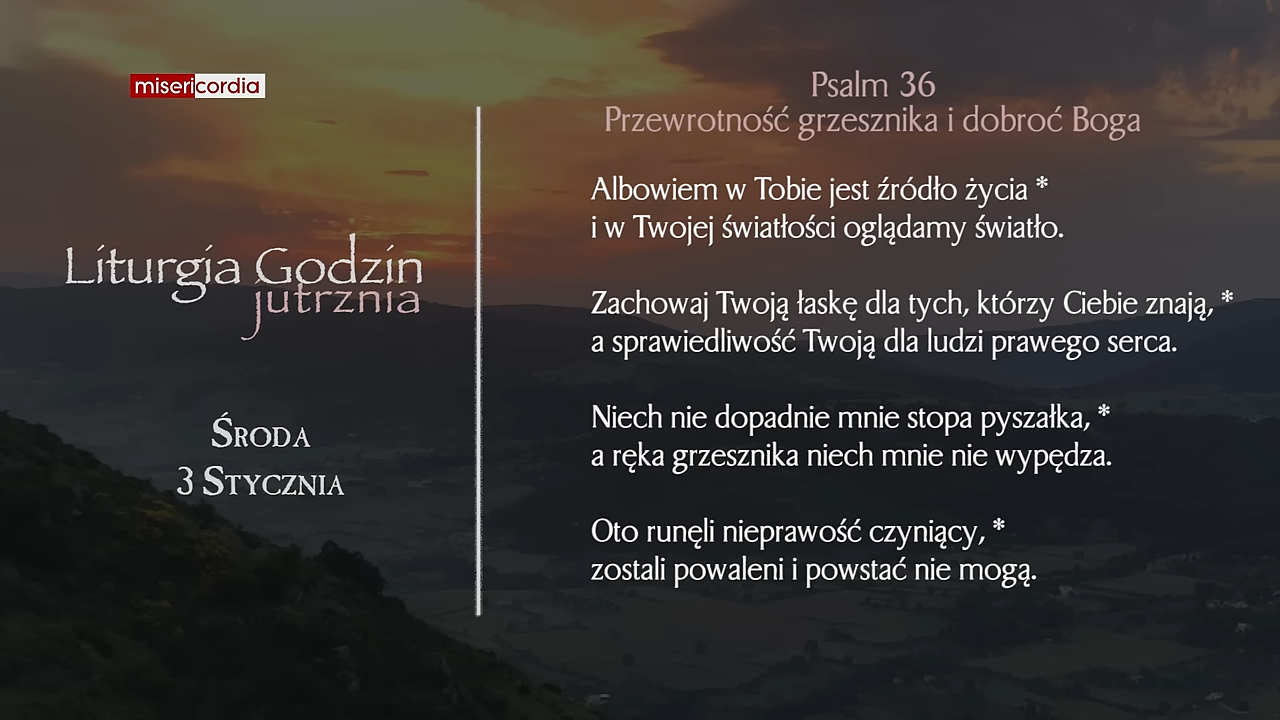 misericordia
Liturgia Godzin
jutrznia
Środa
3 Stycznia
Psalm 36
Przewrotność grzesznika i dobroć Boga
Albowiem w Tobie jest źródło życia *
i w Twojej światłości oglądamy światło.
Zachowaj Twoją łaskę dla tych, którzy Ciebie znają, *
a sprawiedliwość Twoją dla ludzi prawego serca.
Niech nie dopadnie mnie stopa pyszałka, *
a ręka grzesznika niech mnie nie wypędza.
Oto runęli nieprawość czyniący, *
zostali powaleni i powstać nie mogą.